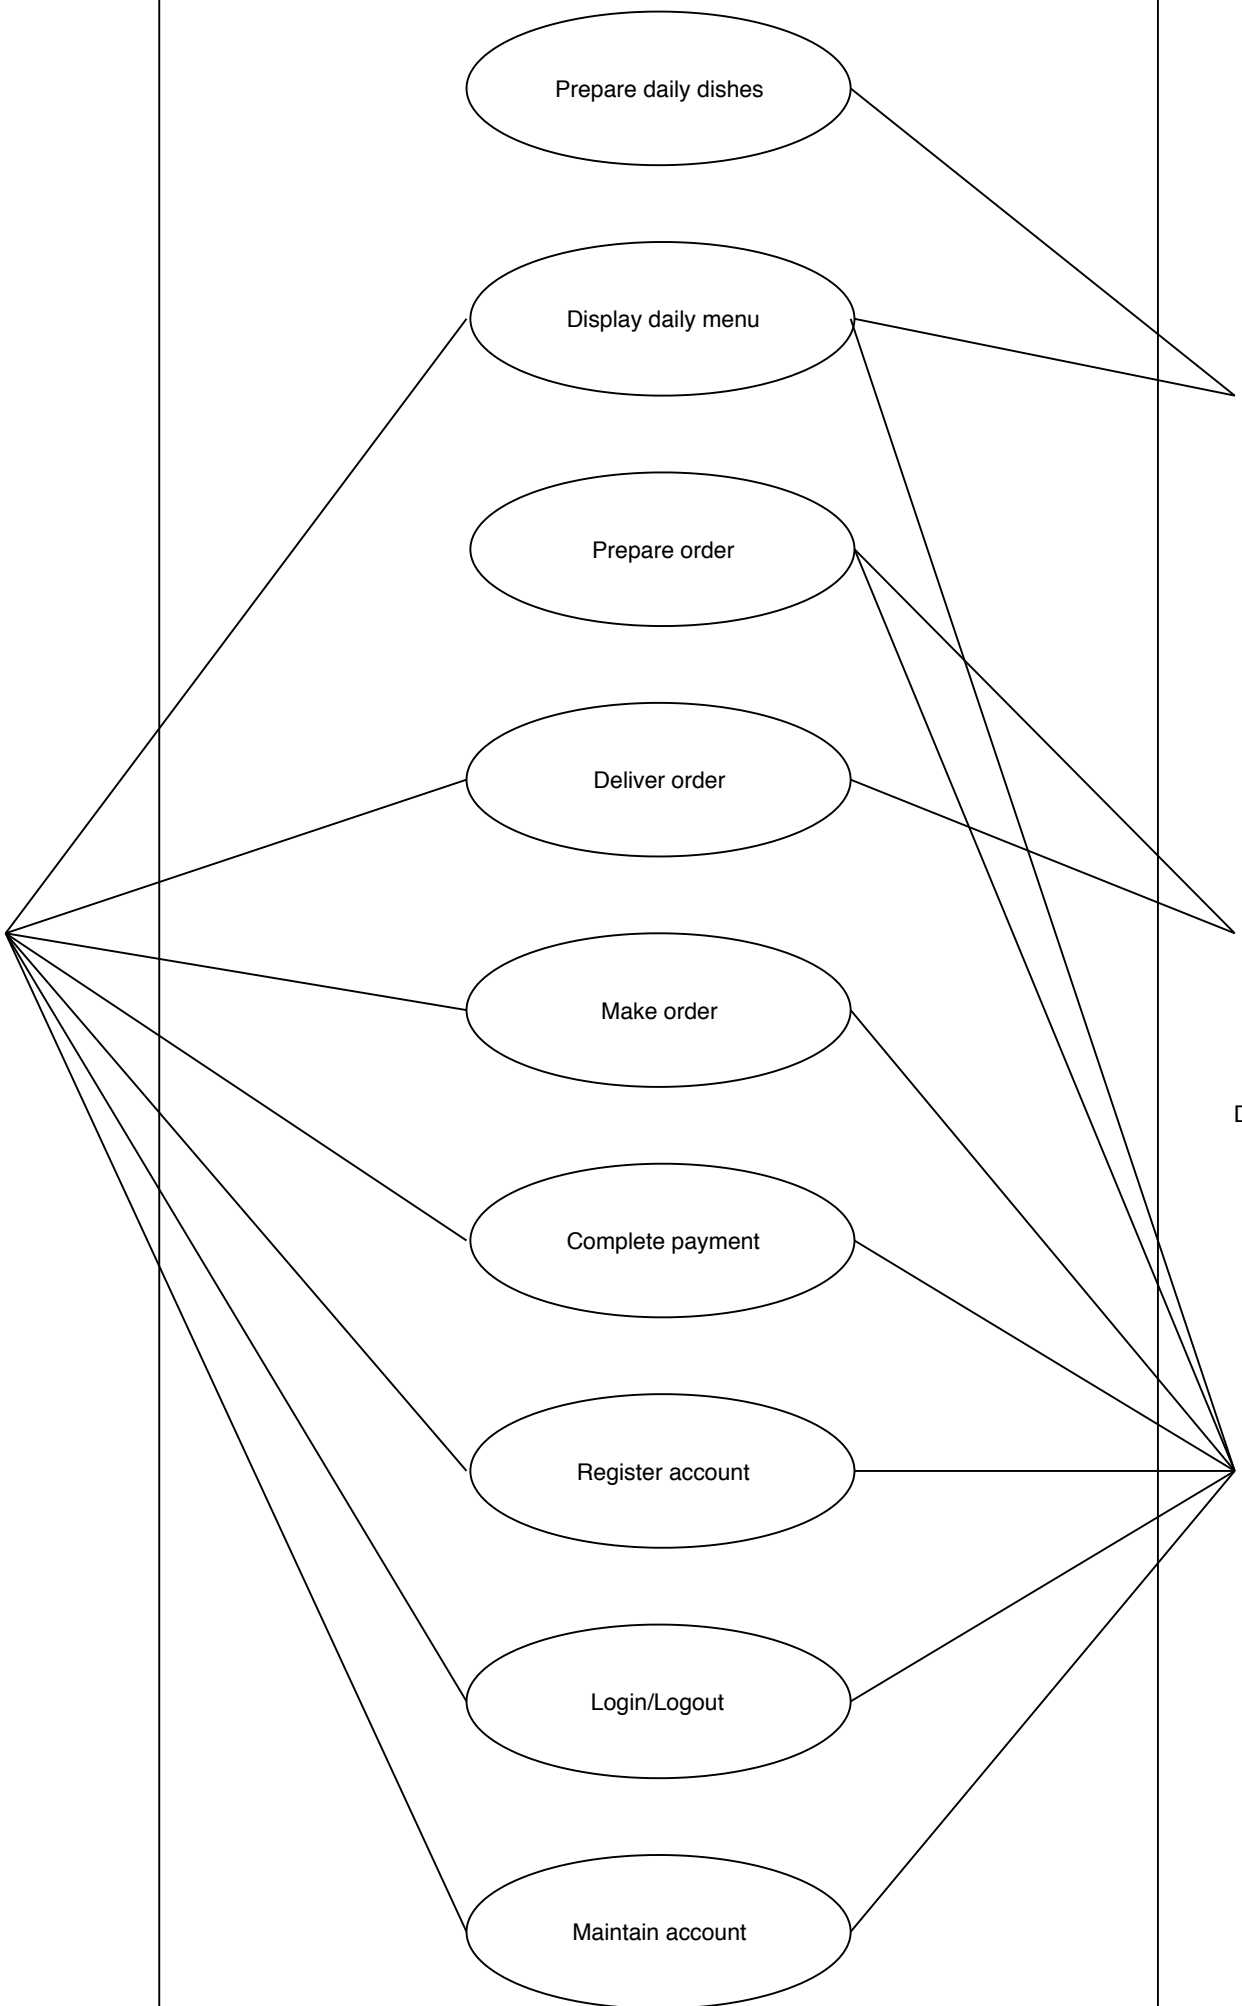 Prepare daily dishes
Display daily menu
Prepare order
Deliver order
Make order
Complete payment
Register account
Login/Logout
Maintain account